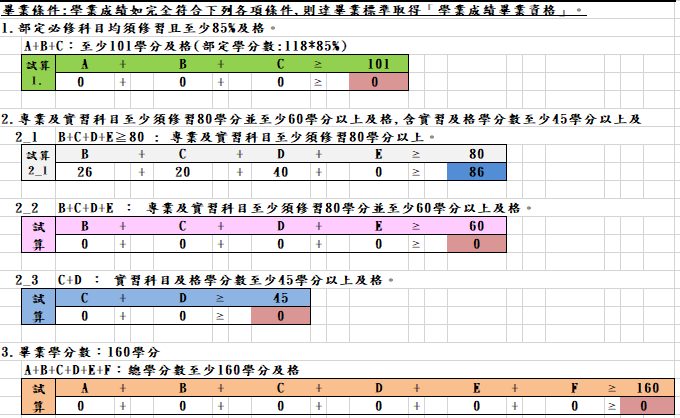 畢業條件:學業成績如完全符合下列各項條件,則達畢業標準取得「學業成績畢業資格」。
1.部定必修科目均須修習且至少85%及格。
A+B+C：至少101學分及格(部定學分數:118*85%)
試算 A + B + C ≥ 101
1. 0 + 0 + 0 ≥ 0
2.專業及實習科目至少須修習80學分並至少60學分以上及格,含實習及格學分數至少45學分以上及
2_1 B+C+D+E≧80 ： 專業及實習科目至少須修習80學分以上。
試算 B + C + D + E ≥ 80
2_1 26 + 20 + 40 + 0 ≥ 86
2_2 B+C+D+E ： 專業及實習科目至少須修習80學分並至少60學分以上及格。
試 B + C + D + E ≥ 60
算 0 + 0 + 0 + 0 ≥ 0
2_3 C+D ： 實習科目及格學分數至少45學分以上及格。
試 C + D ≥ 45
算 0 + 0 ≥ 0
3.畢業學分數：160學分
A+B+C+D+E+F：總學分數至少160學分及格
試 A + B + C + D + E + F ≥ 160
算 0 + 0 + 0 + 0 + 0 + 0 ≥ 0